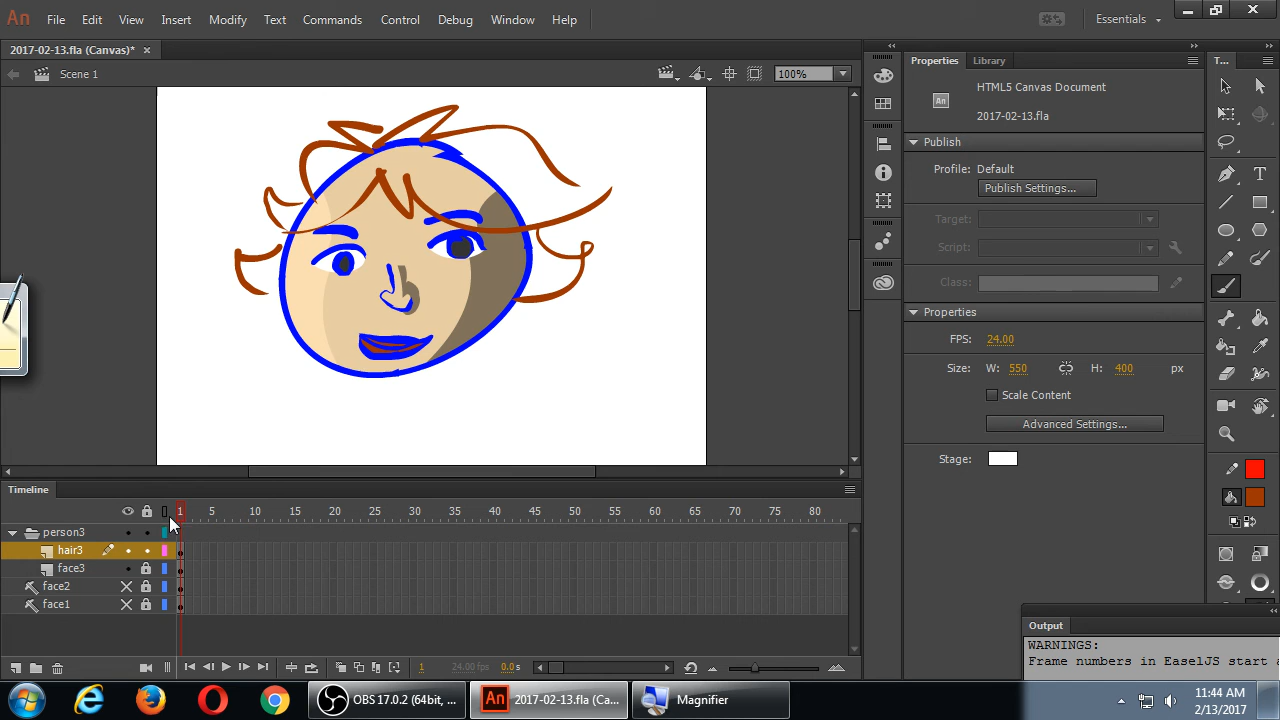 An File Edit View Insert Modify Text Commands Control Debug Window Help Essentials
2017-02-13.fla (Canvas)* ×
Scene 1 100%
Properties Library T...
HTML5 Canvas Document
An 2017-02-13.fla
Publish
Profile: Default
Publish Settings...
Target:
Script:
Class:
Properties
FPS: 24.00
Size: W: 550 H: 400 px
Scale Content
Advanced Settings...
Stage:
Timeline
1 5 10 15 20 25 30 35 40 45 50 55 60 65 70 75 80
person3
hair3
face3
face2
face1
1 24.00 fps 0.0 s
Output
WARNINGS:
Frame numbers in EaselJS start
OBS 17.0.2 (64bit, ... An 2017-02-13.fla (Ca... Magnifier
11:44 AM
2/13/2017